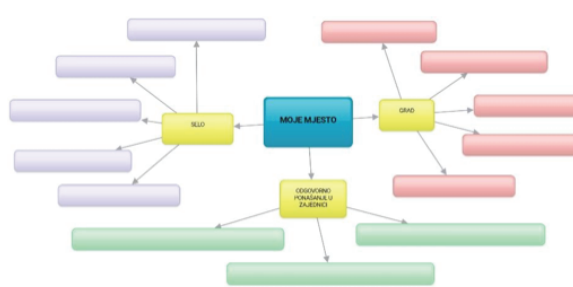 MOJE MJESTO
SELO
GRAD
ODGOVORNO
PONAŠANJE U
ZAJEDNICI